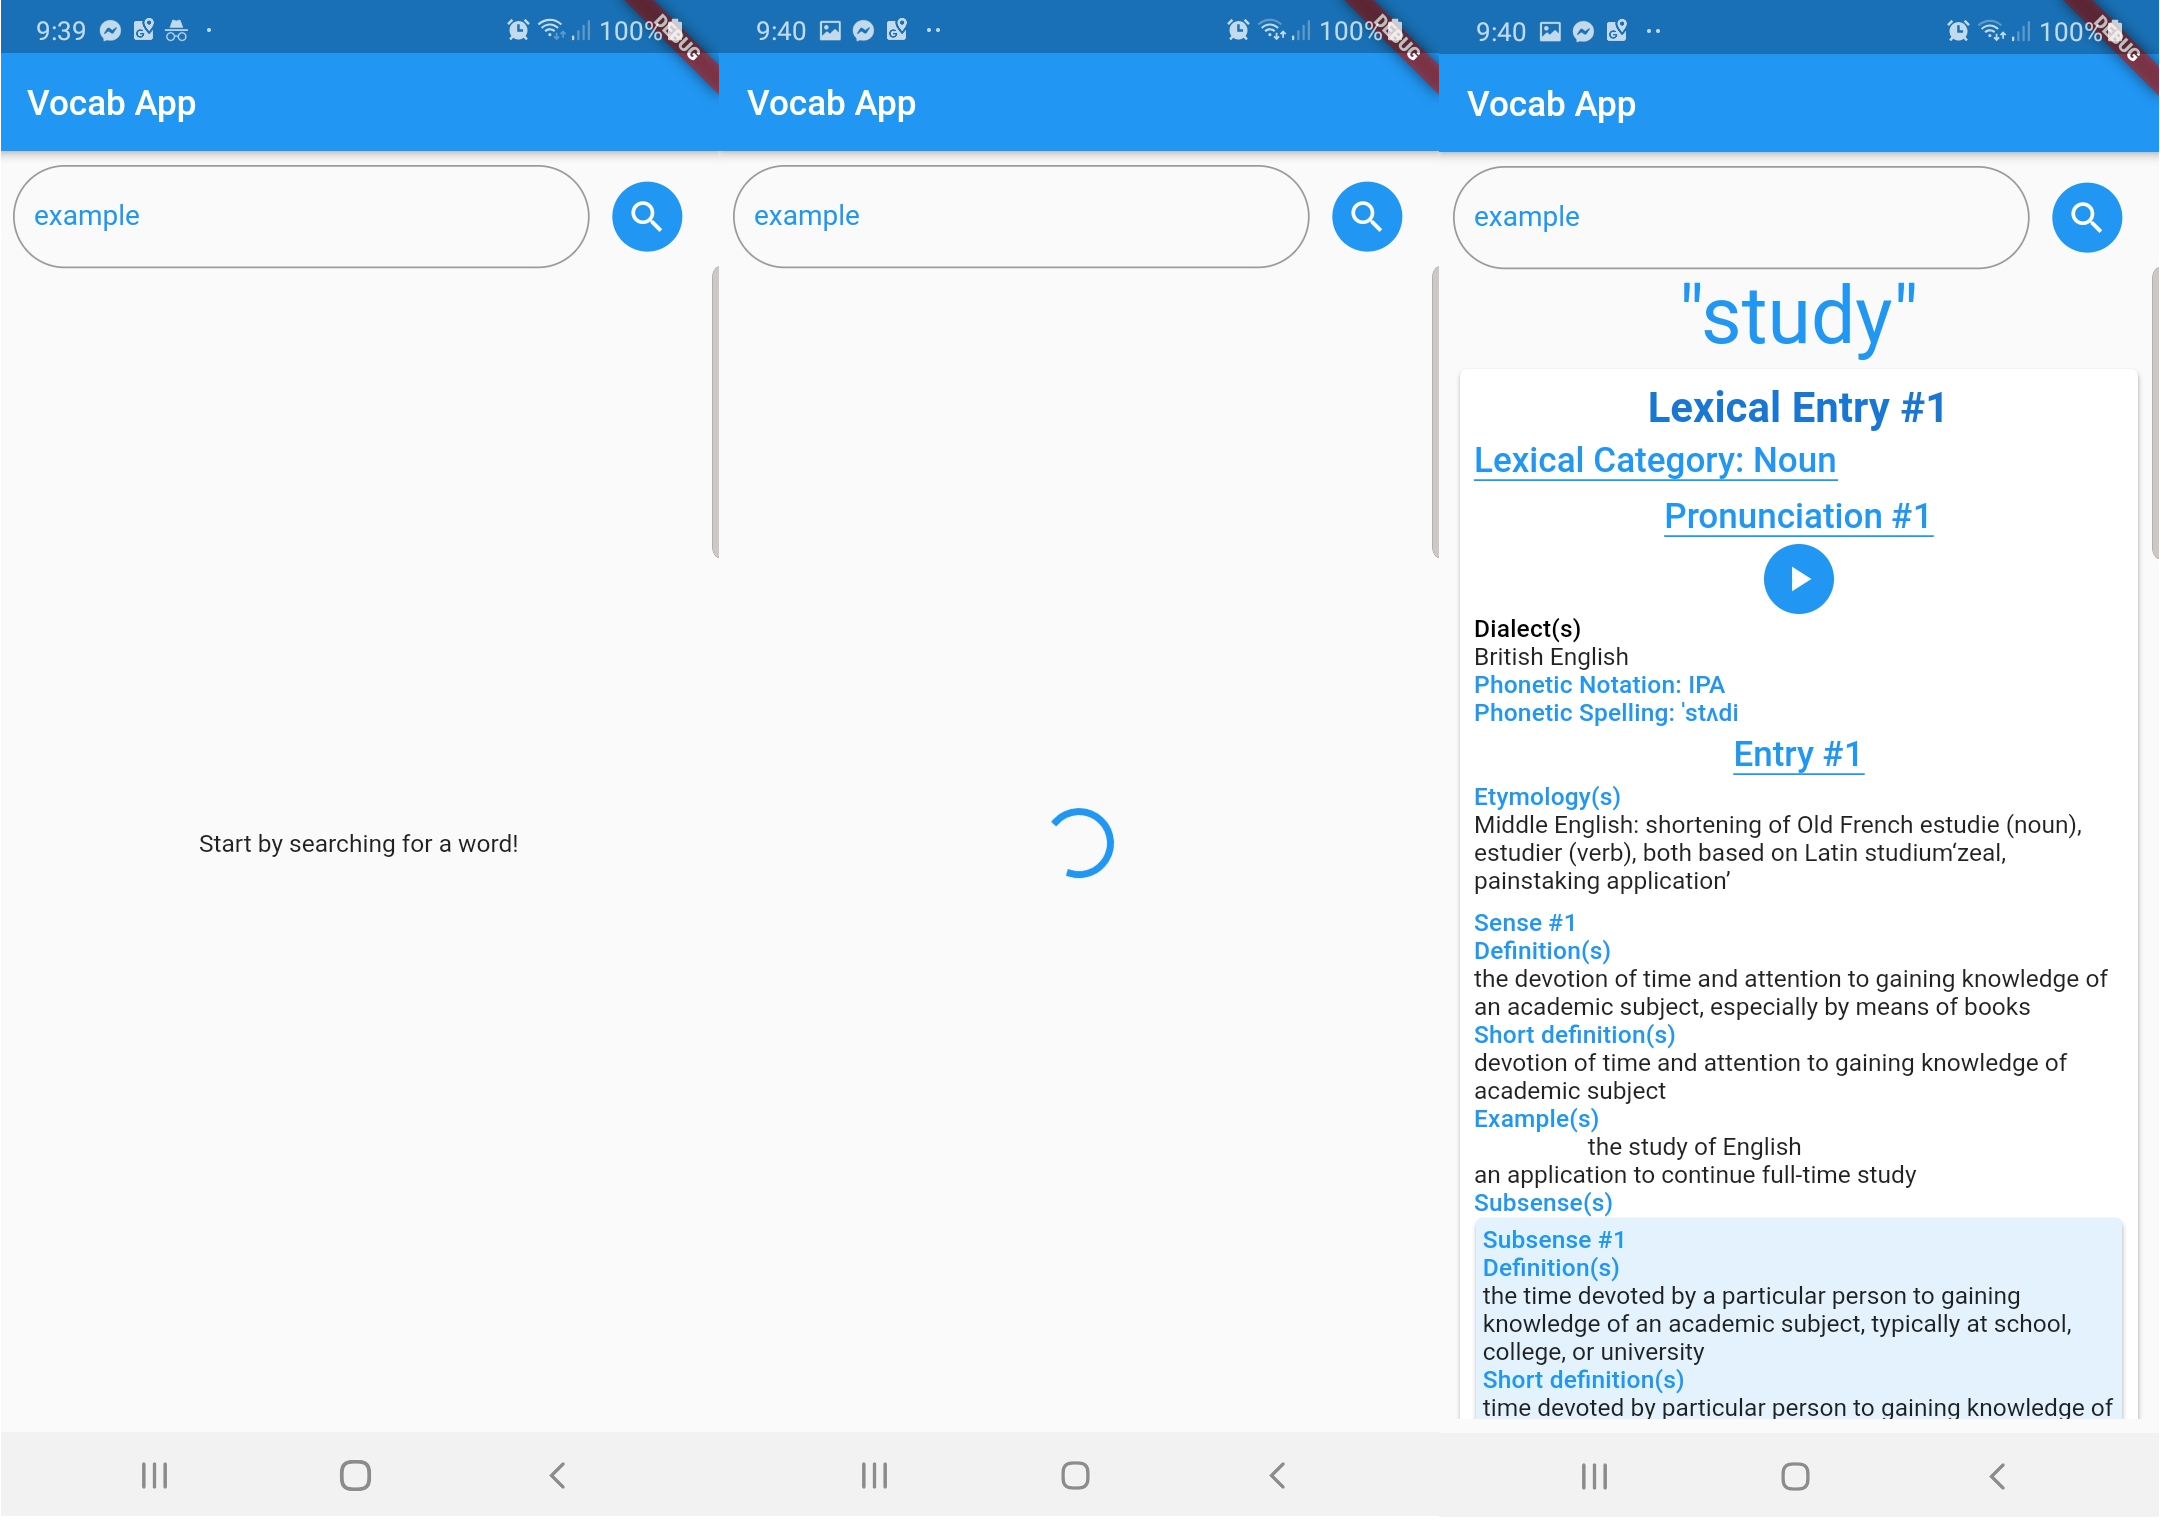 9:39
100%
DEBUG
Vocab App
example
Start by searching for a word!
9:40
100%
DEBUG
Vocab App
example
9:40
100%
DEBUG
Vocab App
example
"study"
Lexical Entry #1
Lexical Category: Noun
Pronunciation #1
Dialect(s)
British English
Phonetic Notation: IPA
Phonetic Spelling: ˈstʌdi
Entry #1
Etymology(s)
Middle English: shortening of Old French estudie (noun),
estudier (verb), both based on Latin studium‘zeal,
painstaking application’
Sense #1
Definition(s)
the devotion of time and attention to gaining knowledge of
an academic subject, especially by means of books
Short definition(s)
devotion of time and attention to gaining knowledge of
academic subject
Example(s)
the study of English
an application to continue full-time study
Subsense(s)
Subsense #1
Definition(s)
the time devoted by a particular person to gaining
knowledge of an academic subject, typically at school,
college, or university
Short definition(s)
time devoted by particular person to gaining knowledge of